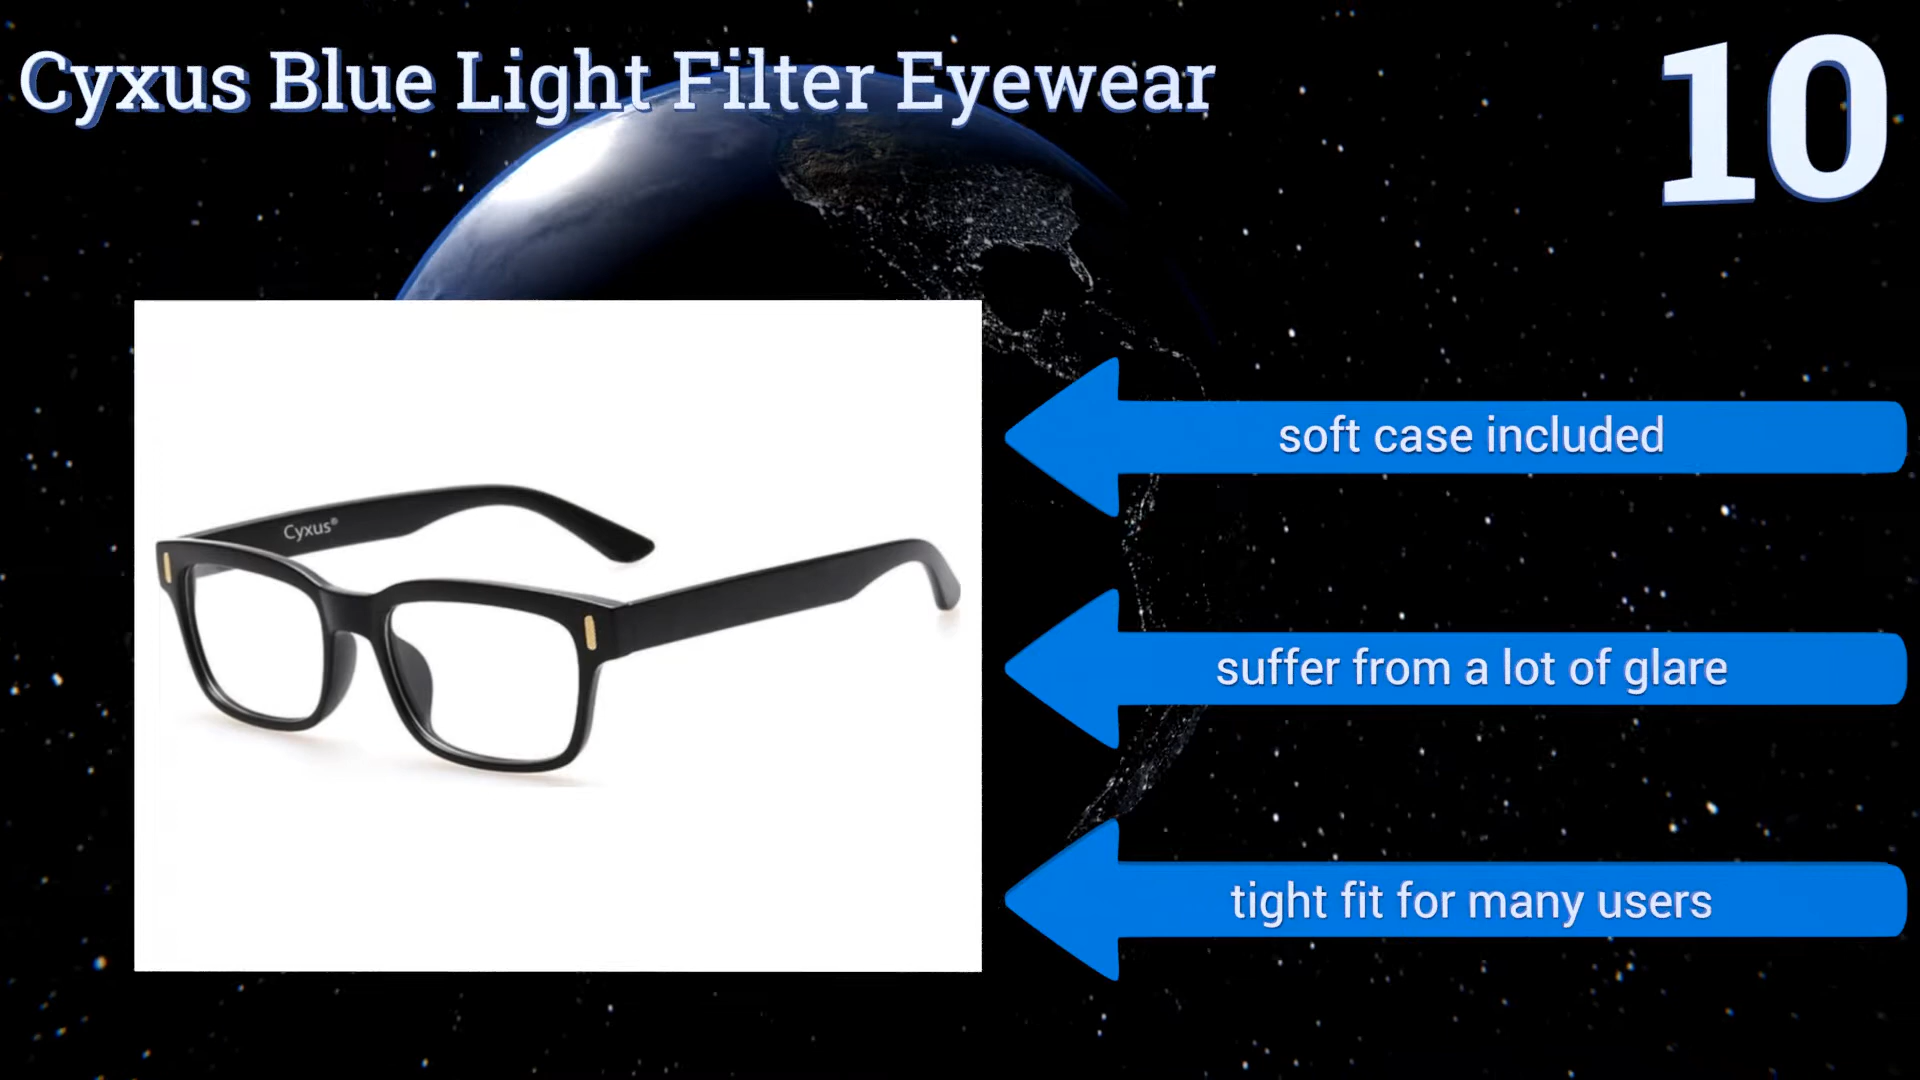 Cyxus Blue Light Filter Eyewear
10
Cyxus®
soft case included
suffer from a lot of glare
tight fit for many users